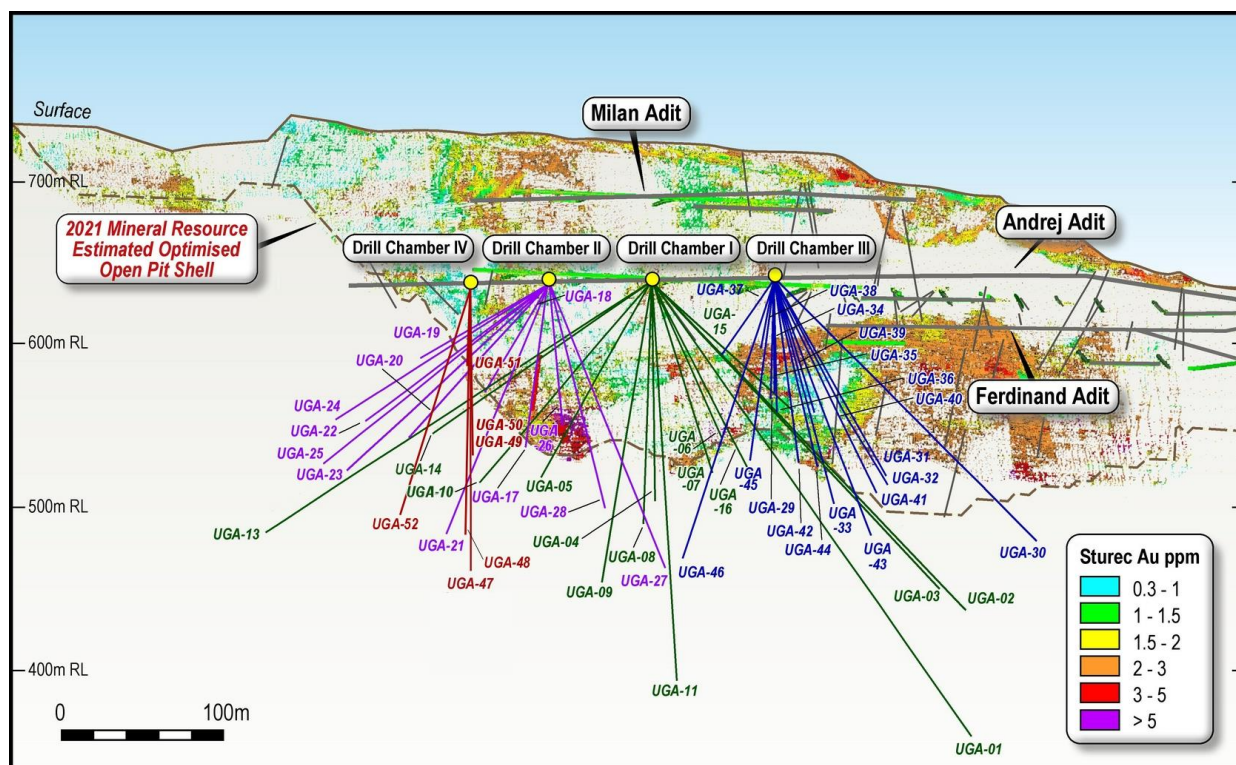 Surface
Milan Adit
700m RL
2021 Mineral Resource
Estimated Optimised
Open Pit Shell
Andrej Adit
Drill Chamber IV
Drill Chamber II
Drill Chamber I
Drill Chamber III
UGA-18
UGA-37
UGA-38
UGA-34
UGA-
15
UGA-19
600m RL
UGA-39
UGA-20
UGA-51
UGA-35
UGA-36
UGA-40
Ferdinand Adit
UGA-24
UGA-22
UGA-50
UGA-49
UGA
-26
UGA
-06
UGA-25
UGA-23
UGA-14
UGA-10
UGA-17
UGA-05
UGA
-07
UGA
-16
UGA
-45
UGA-31
UGA-32
UGA-41
UGA-29
500m RL
UGA-13
UGA-52
UGA-21
UGA-28
UGA-04
UGA-08
UGA-42
UGA-44
UGA
-33
UGA
-43
UGA-30
UGA-48
UGA-47
UGA-09
UGA-27
UGA-46
UGA-03
UGA-02
400m RL
UGA-11
UGA-01
0
100m
Sturec Au ppm
0.3 - 1
1 - 1.5
1.5 - 2
2 - 3
3 - 5
> 5